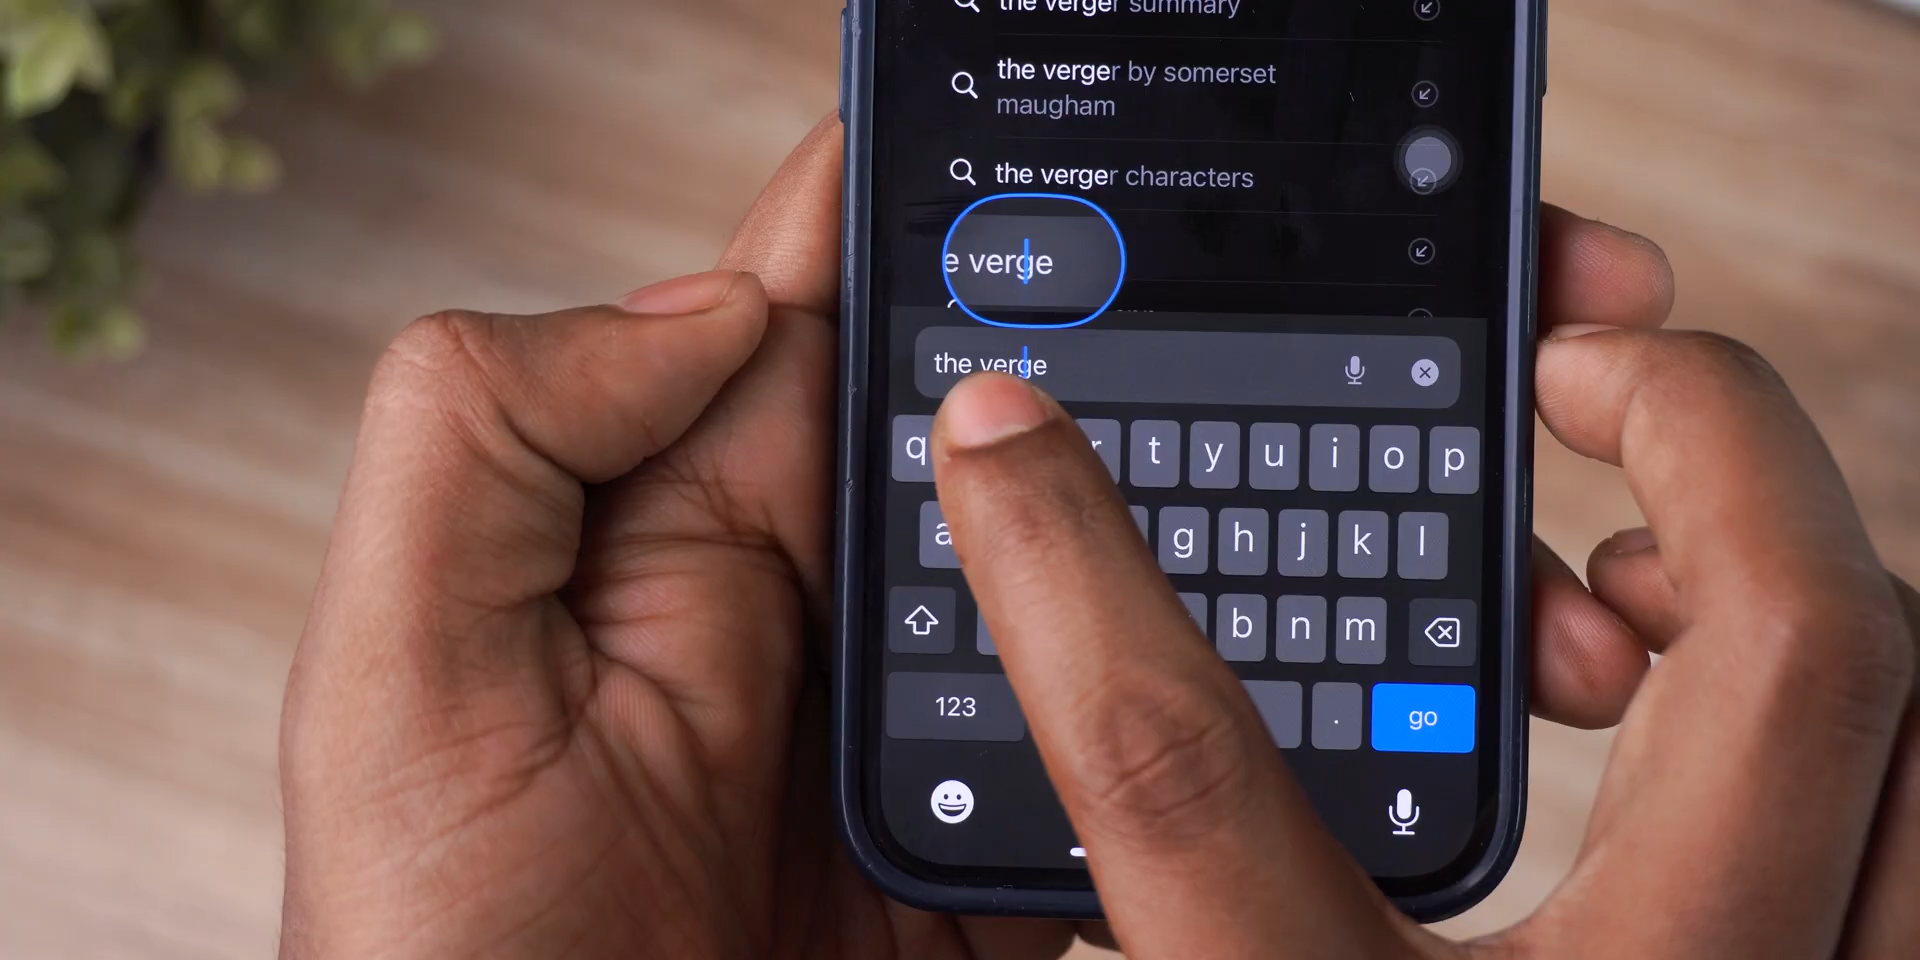 the verger summary
the verger by somerset
maugham
the verger characters
e verge
the verge
q r t y u i o p
a g h j k l
b n m
123 . go